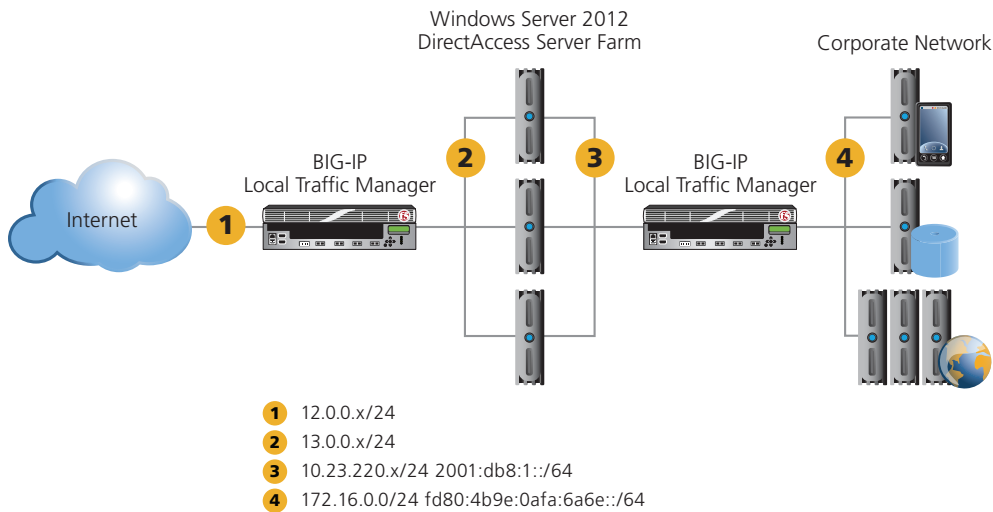 Windows Server 2012
DirectAccess Server Farm
Corporate Network
BIG-IP
Local Traffic Manager
BIG-IP
Local Traffic Manager
Internet
1
2
3
4
f5
f5
1 12.0.0.x/24
2 13.0.0.x/24
3 10.23.220.x/24 2001:db8:1::/64
4 172.16.0.0/24 fd80:4b9e:0afa:6a6e::/64